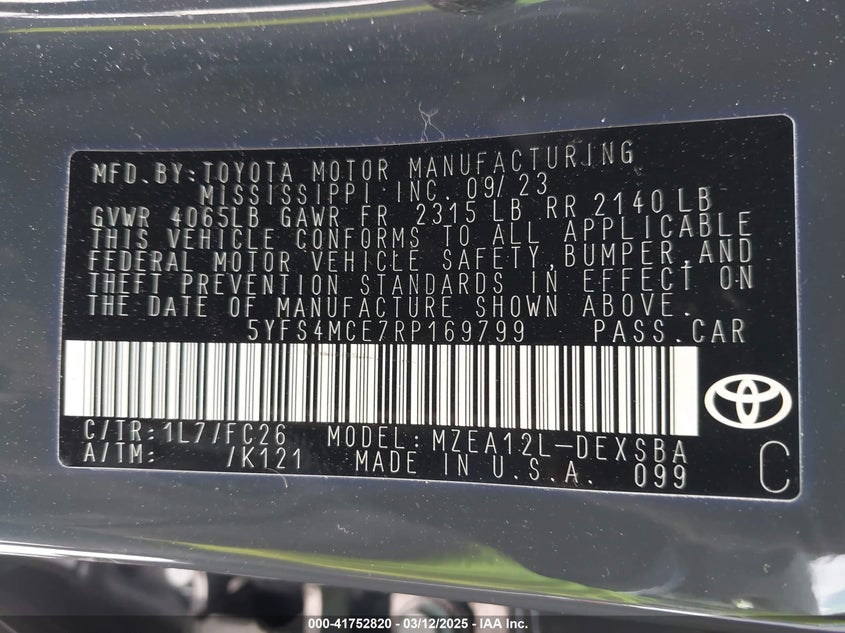 MFD. BY: TOYOTA MOTOR MANUFACTURING
MISSISSIPPI INC. 09/23
GVWR 4065LB GAWR FR 2315 LB RR 2140 LB
THIS VEHICLE CONFORMS TO ALL APPLICABLE
FEDERAL MOTOR VEHICLE SAFETY, BUMPER, AND
THEFT PREVENTION STANDARDS IN EFFECT ON
THE DATE OF MANUFACTURE SHOWN ABOVE.
5YFS4MCE7RP169799 PASS. CAR
C/TR: 1L7/FC26 MODEL: MZEA12L-DEXSBA
A/TM: /K121 MADE IN U.S.A. 099 C
000-41752820 - 03/12/2025 - IAA Inc.